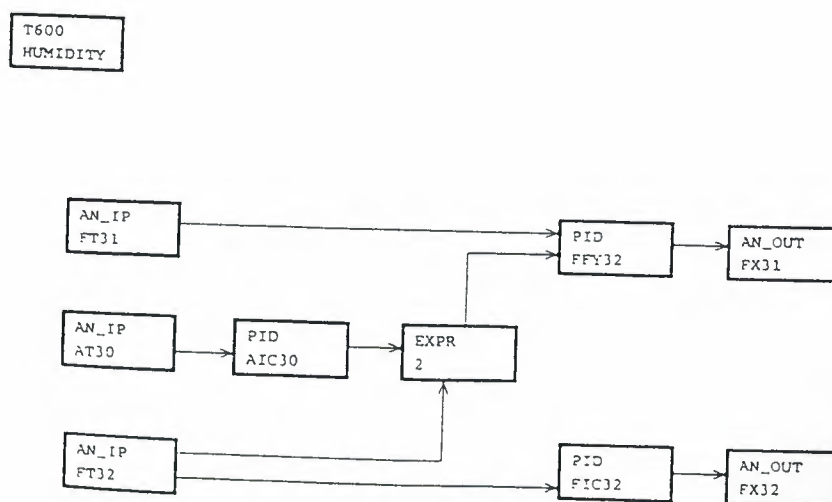 T600
HUMIDITY
AN_IP
FT31
PID
FFY32
AN_OUT
FX31
AN_IP
AT30
PID
AIC30
EXPR
2
AN_IP
FT32
PID
FIC32
AN_OUT
FX32